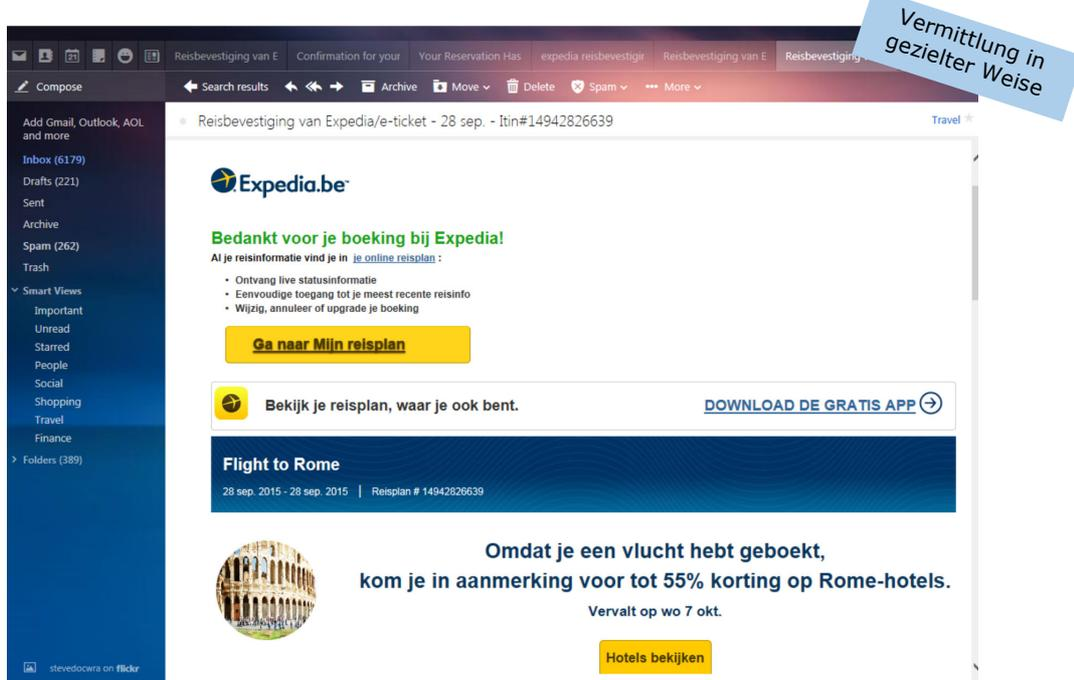 Vermittlung in
gezielter Weise
Reisbevestiging van E
Confirmation for your
Your Reservation Has
expedia reisbevestigir
Reisbevestiging van E
Reisbevestiging
Compose
Search results
Archive
Move
Delete
Spam
More
Add Gmail, Outlook, AOL
and more
Inbox (6179)
Drafts (221)
Sent
Archive
Spam (262)
Trash
Smart Views
Important
Unread
Starred
People
Social
Shopping
Travel
Finance
Folders (389)
stevedocwra on flickr
Reisbevestiging van Expedia/e-ticket - 28 sep. - Itin#14942826639
Travel
Expedia.be
Bedankt voor je boeking bij Expedia!
Al je reisinformatie vind je in je online reisplan :
• Ontvang live statusinformatie
• Eenvoudige toegang tot je meest recente reisinfo
• Wijzig, annuleer of upgrade je boeking
Ga naar Mijn reisplan
Bekijk je reisplan, waar je ook bent.
DOWNLOAD DE GRATIS APP
Flight to Rome
28 sep. 2015 - 28 sep. 2015 | Reisplan # 14942826639
Omdat je een vlucht hebt geboekt,
kom je in aanmerking voor tot 55% korting op Rome-hotels.
Vervalt op wo 7 okt.
Hotels bekijken